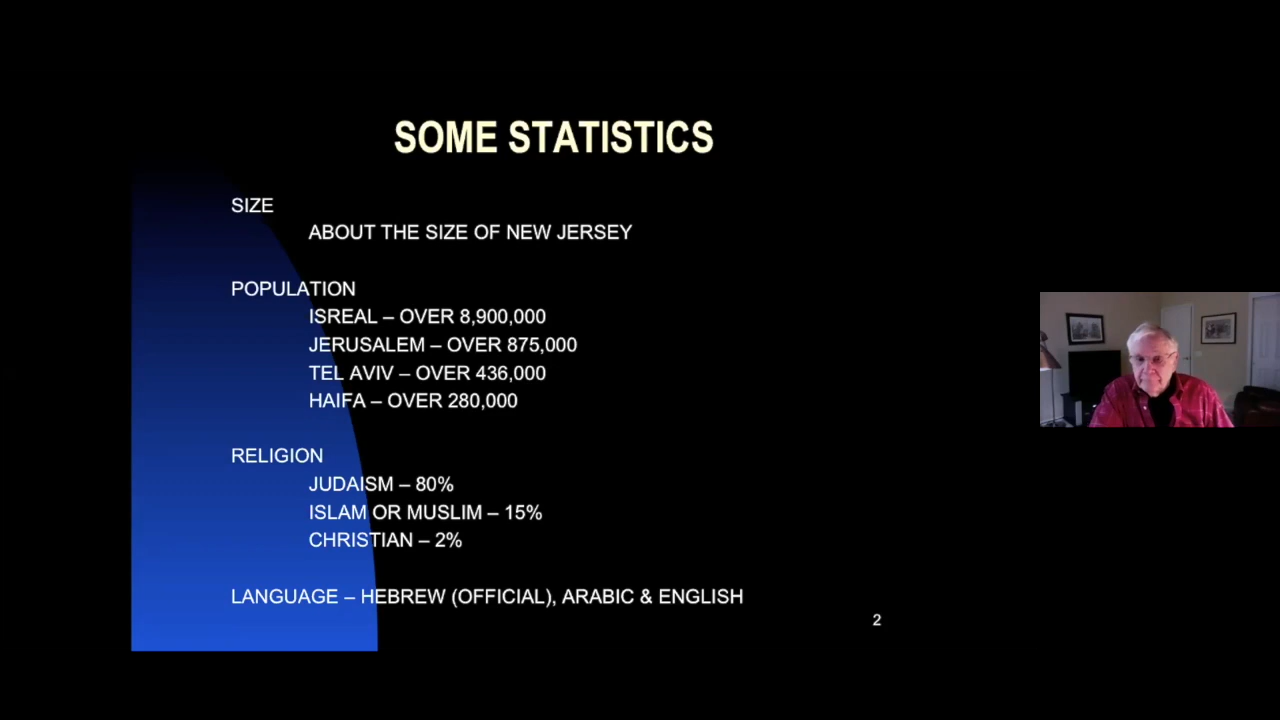 SOME STATISTICS
SIZE
ABOUT THE SIZE OF NEW JERSEY
POPULATION
ISREAL – OVER 8,900,000
JERUSALEM – OVER 875,000
TEL AVIV – OVER 436,000
HAIFA – OVER 280,000
RELIGION
JUDAISM – 80%
ISLAM OR MUSLIM – 15%
CHRISTIAN – 2%
LANGUAGE – HEBREW (OFFICIAL), ARABIC & ENGLISH
2